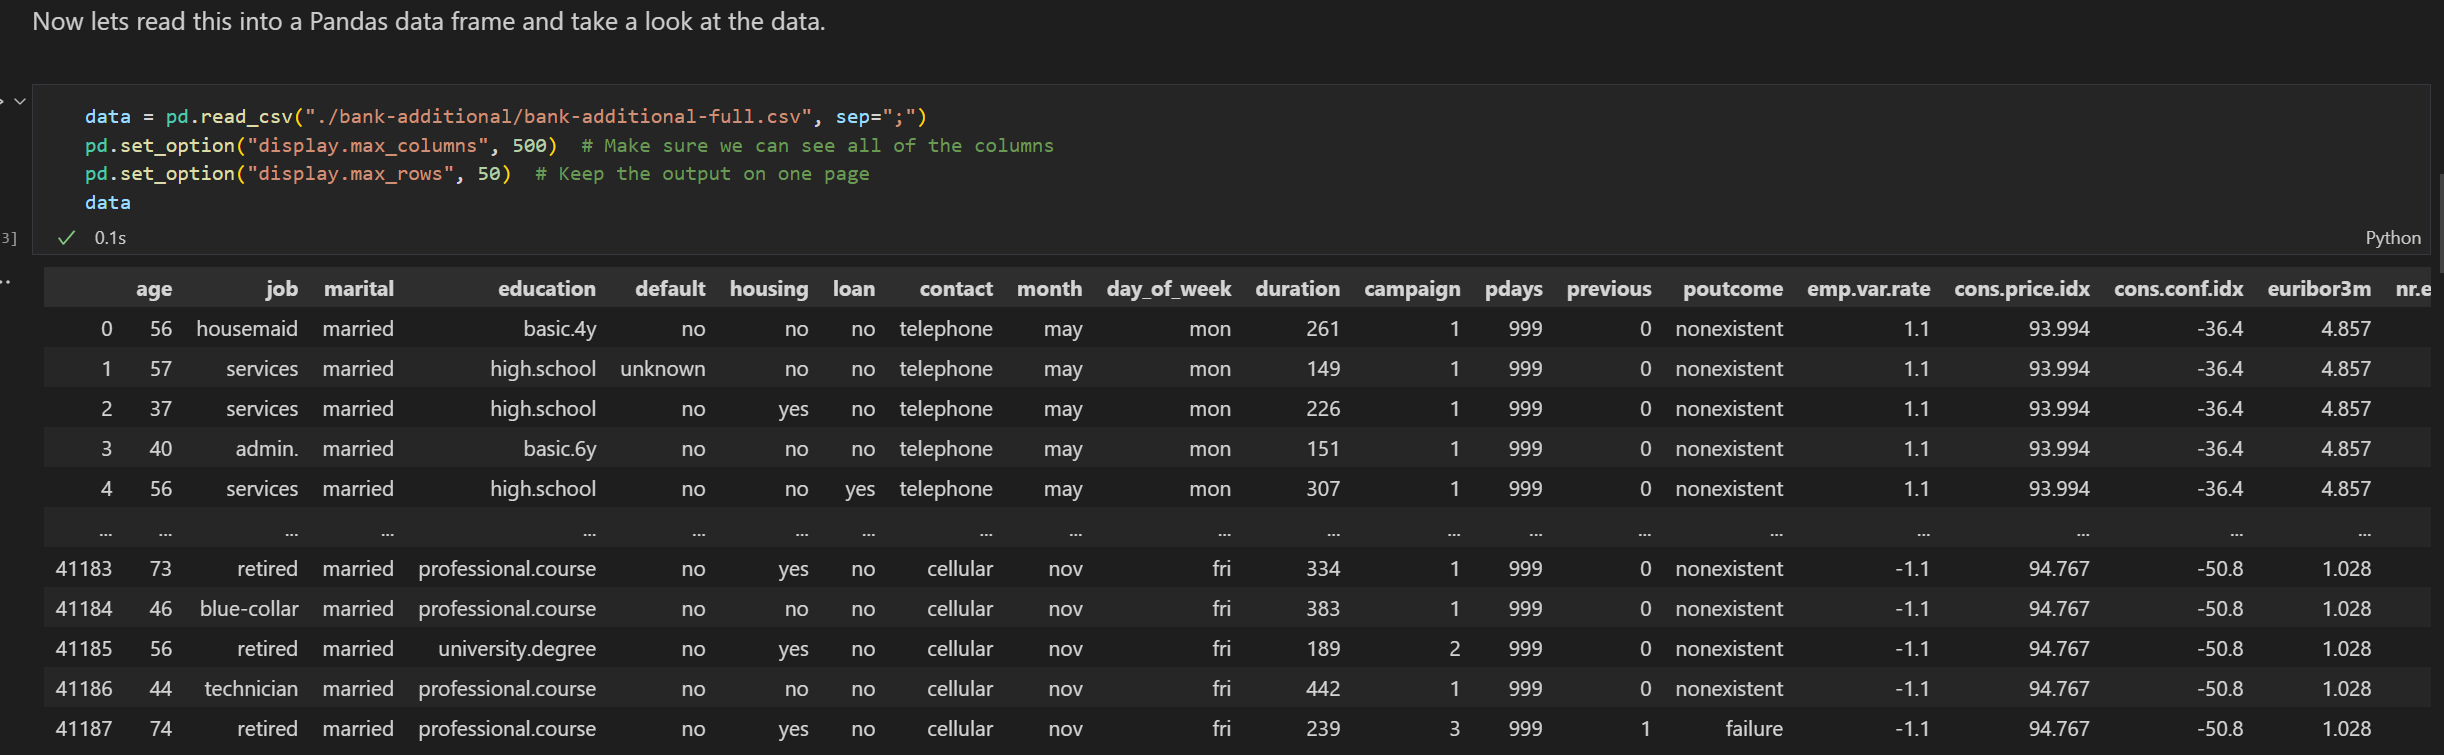 Now lets read this into a Pandas data frame and take a look at the data.
data = pd.read_csv("./bank-additional/bank-additional-full.csv", sep=";")
pd.set_option("display.max_columns", 500)  # Make sure we can see all of the columns
pd.set_option("display.max_rows", 50)  # Keep the output on one page
data
3] 0.1s Python
age job marital education default housing loan contact month day_of_week duration campaign pdays previous poutcome emp.var.rate cons.price.idx cons.conf.idx euribor3m nr.e
0 56 housemaid married basic.4y no no no telephone may mon 261 1 999 0 nonexistent 1.1 93.994 -36.4 4.857
1 57 services married high.school unknown no no telephone may mon 149 1 999 0 nonexistent 1.1 93.994 -36.4 4.857
2 37 services married high.school no yes no telephone may mon 226 1 999 0 nonexistent 1.1 93.994 -36.4 4.857
3 40 admin. married basic.6y no no no telephone may mon 151 1 999 0 nonexistent 1.1 93.994 -36.4 4.857
4 56 services married high.school no no yes telephone may mon 307 1 999 0 nonexistent 1.1 93.994 -36.4 4.857
... ... ... ... ... ... ... ... ... ... ... ... ... ... ... ... ... ... ... ...
41183 73 retired married professional.course no yes no cellular nov fri 334 1 999 0 nonexistent -1.1 94.767 -50.8 1.028
41184 46 blue-collar married professional.course no no no cellular nov fri 383 1 999 0 nonexistent -1.1 94.767 -50.8 1.028
41185 56 retired married university.degree no yes no cellular nov fri 189 2 999 0 nonexistent -1.1 94.767 -50.8 1.028
41186 44 technician married professional.course no no no cellular nov fri 442 1 999 0 nonexistent -1.1 94.767 -50.8 1.028
41187 74 retired married professional.course no yes no cellular nov fri 239 3 999 1 failure -1.1 94.767 -50.8 1.028